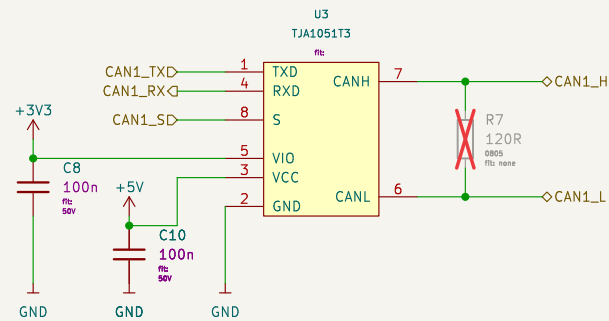 U3
TJA1051T3
fit:
CAN1_TX
1
TXD
CANH
7
CAN1_H
CAN1_RX
4
RXD
+3V3
CAN1_S
8
S
R7
120R
0805
fit: none
5
VIO
C8
100n
fit:
50V
+5V
3
VCC
2
GND
CANL
6
CAN1_L
C10
100n
fit:
50V
GND
GND
GND